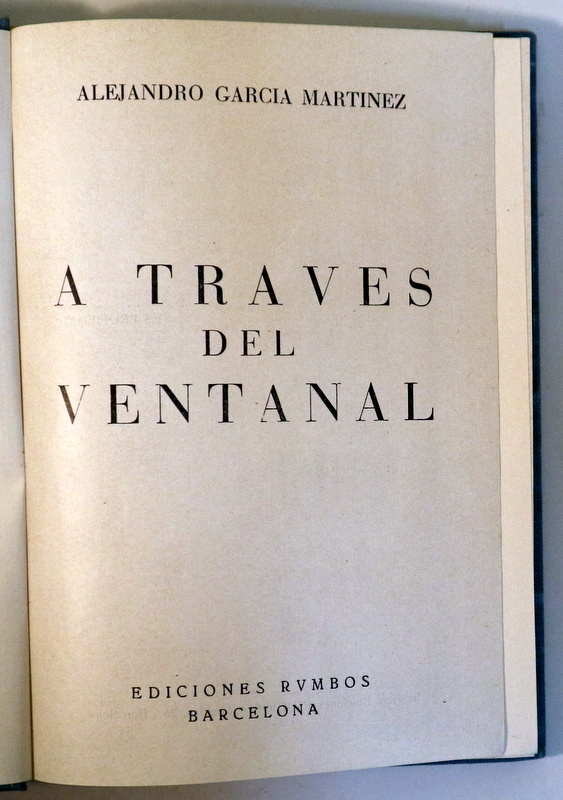 ALEJANDRO GARCIA MARTINEZ
A TRAVES
DEL
VENTANAL
EDICIONES RVMBOS
BARCELONA